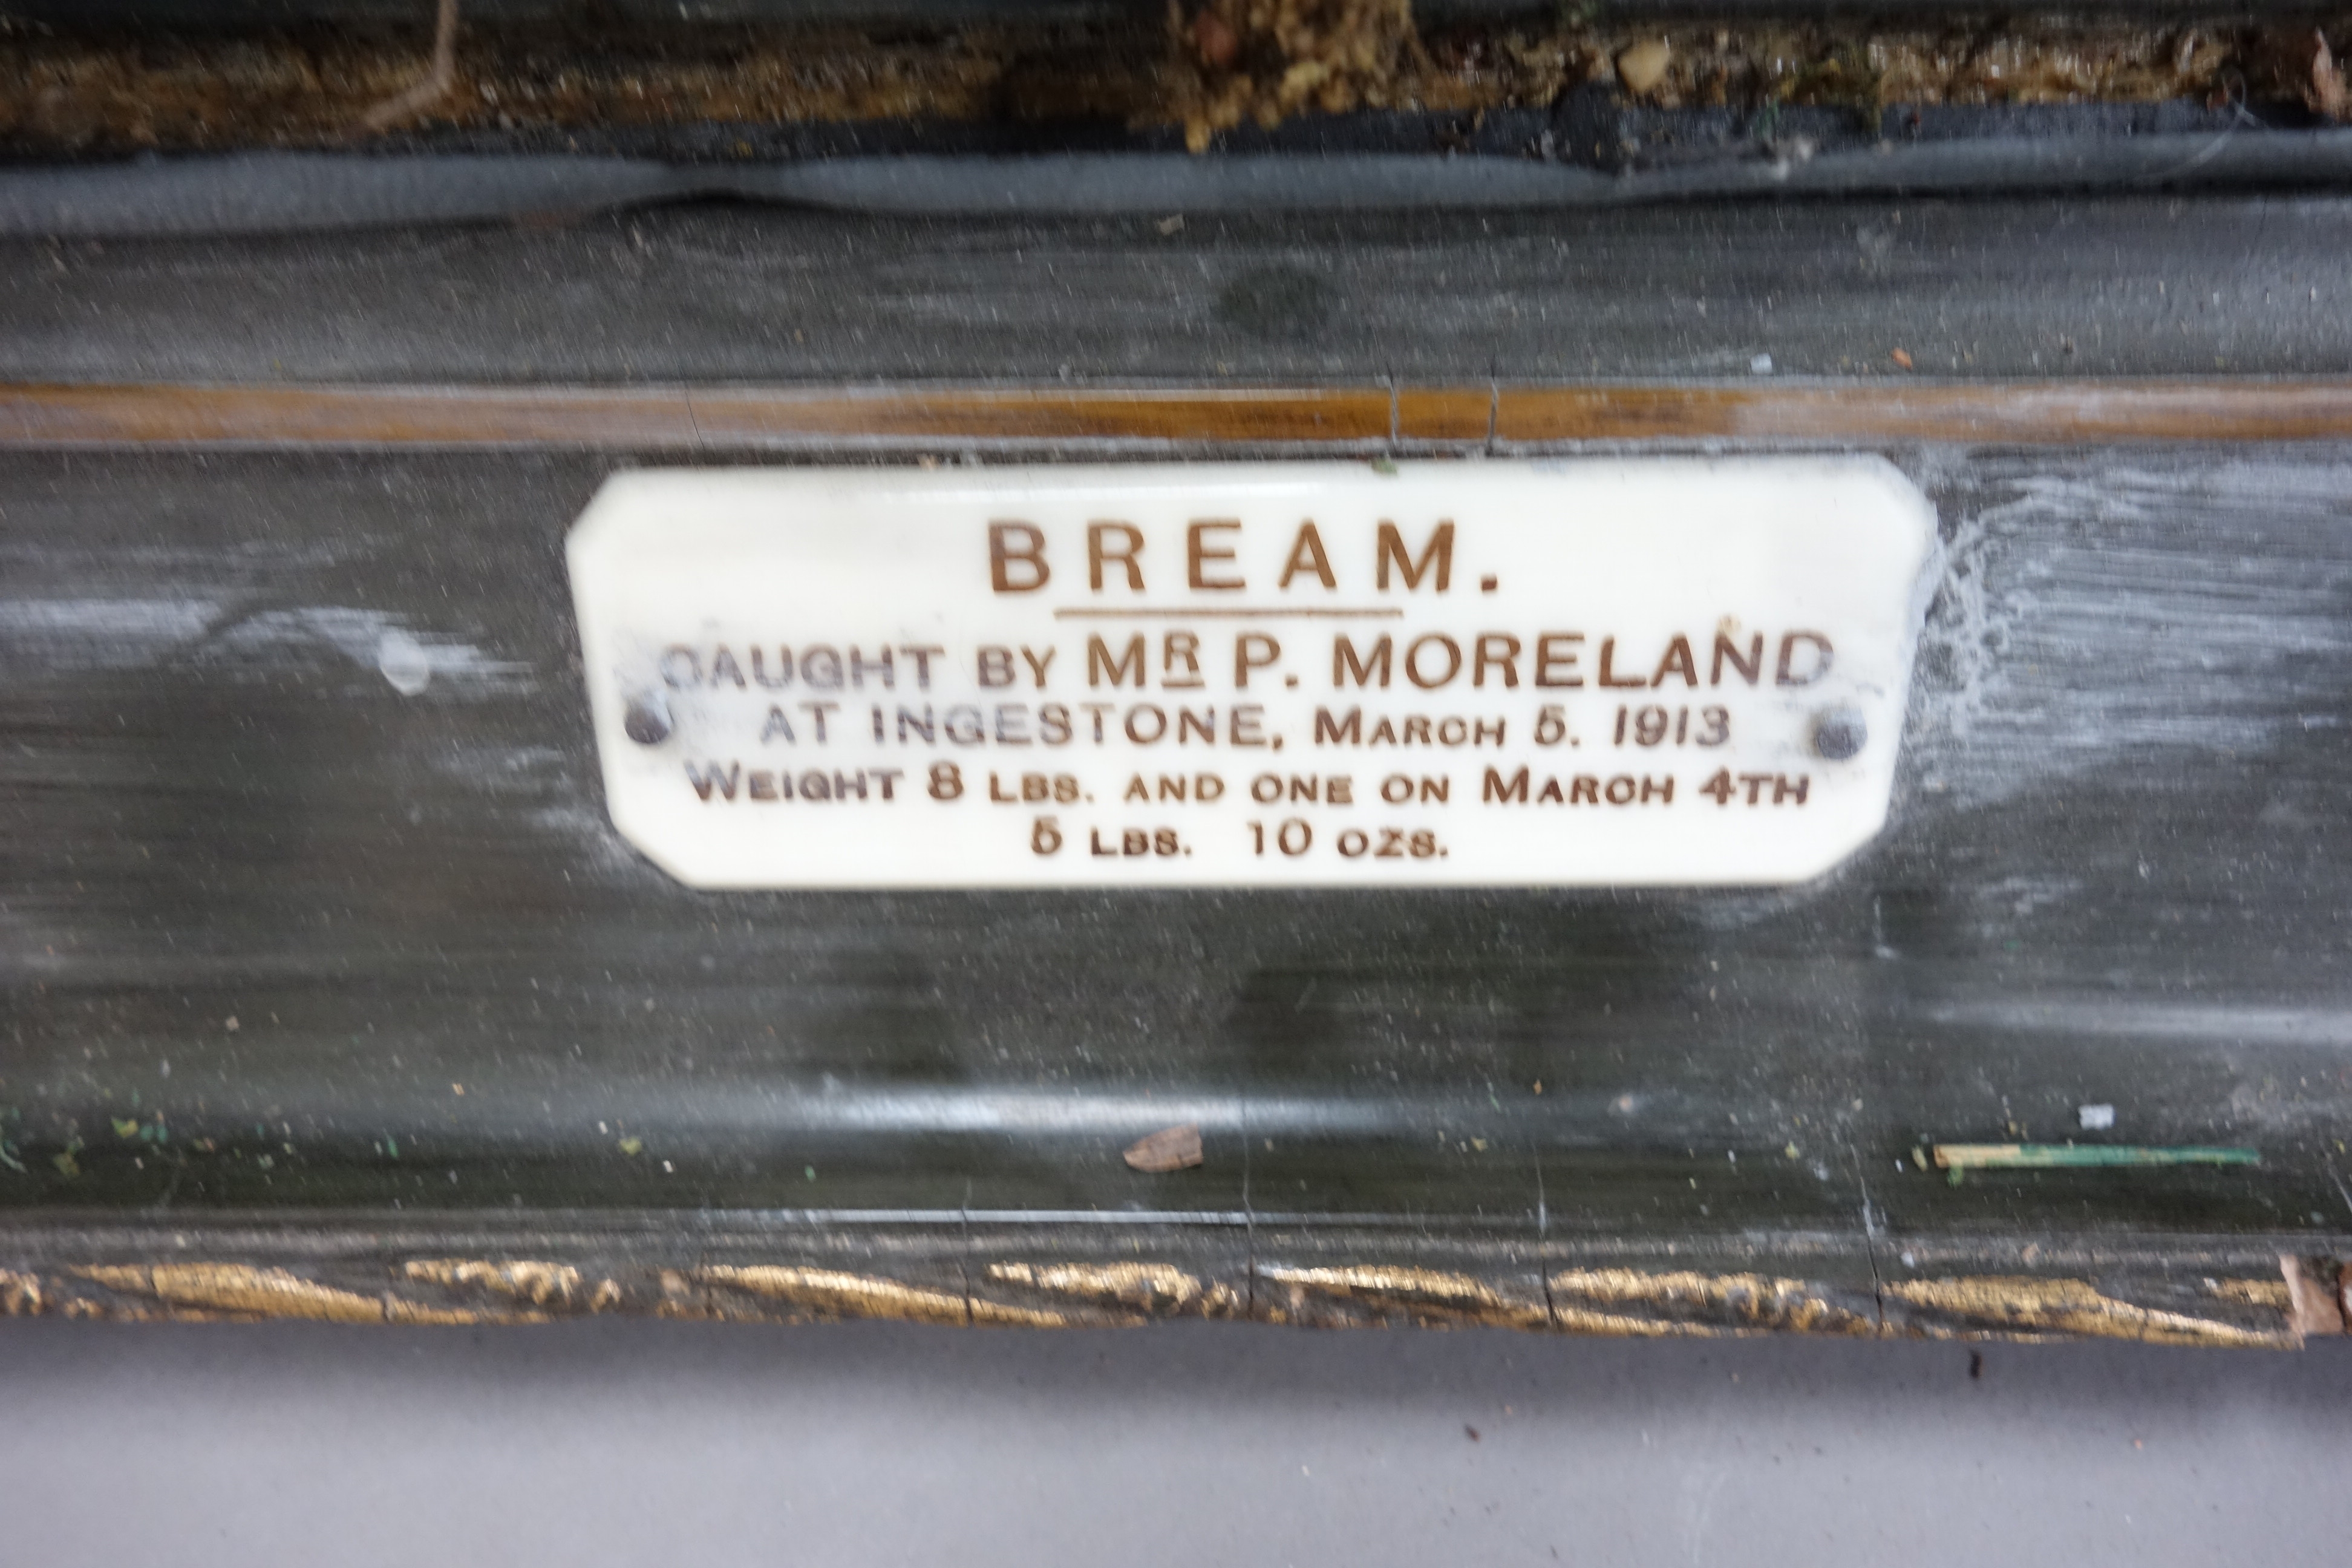 BREAM.
CAUGHT BY MR P. MORELAND
AT INGESTONE, MARCH 5. 1913
WEIGHT 8 LBS. AND ONE ON MARCH 4TH
5 LBS. 10 OZS.